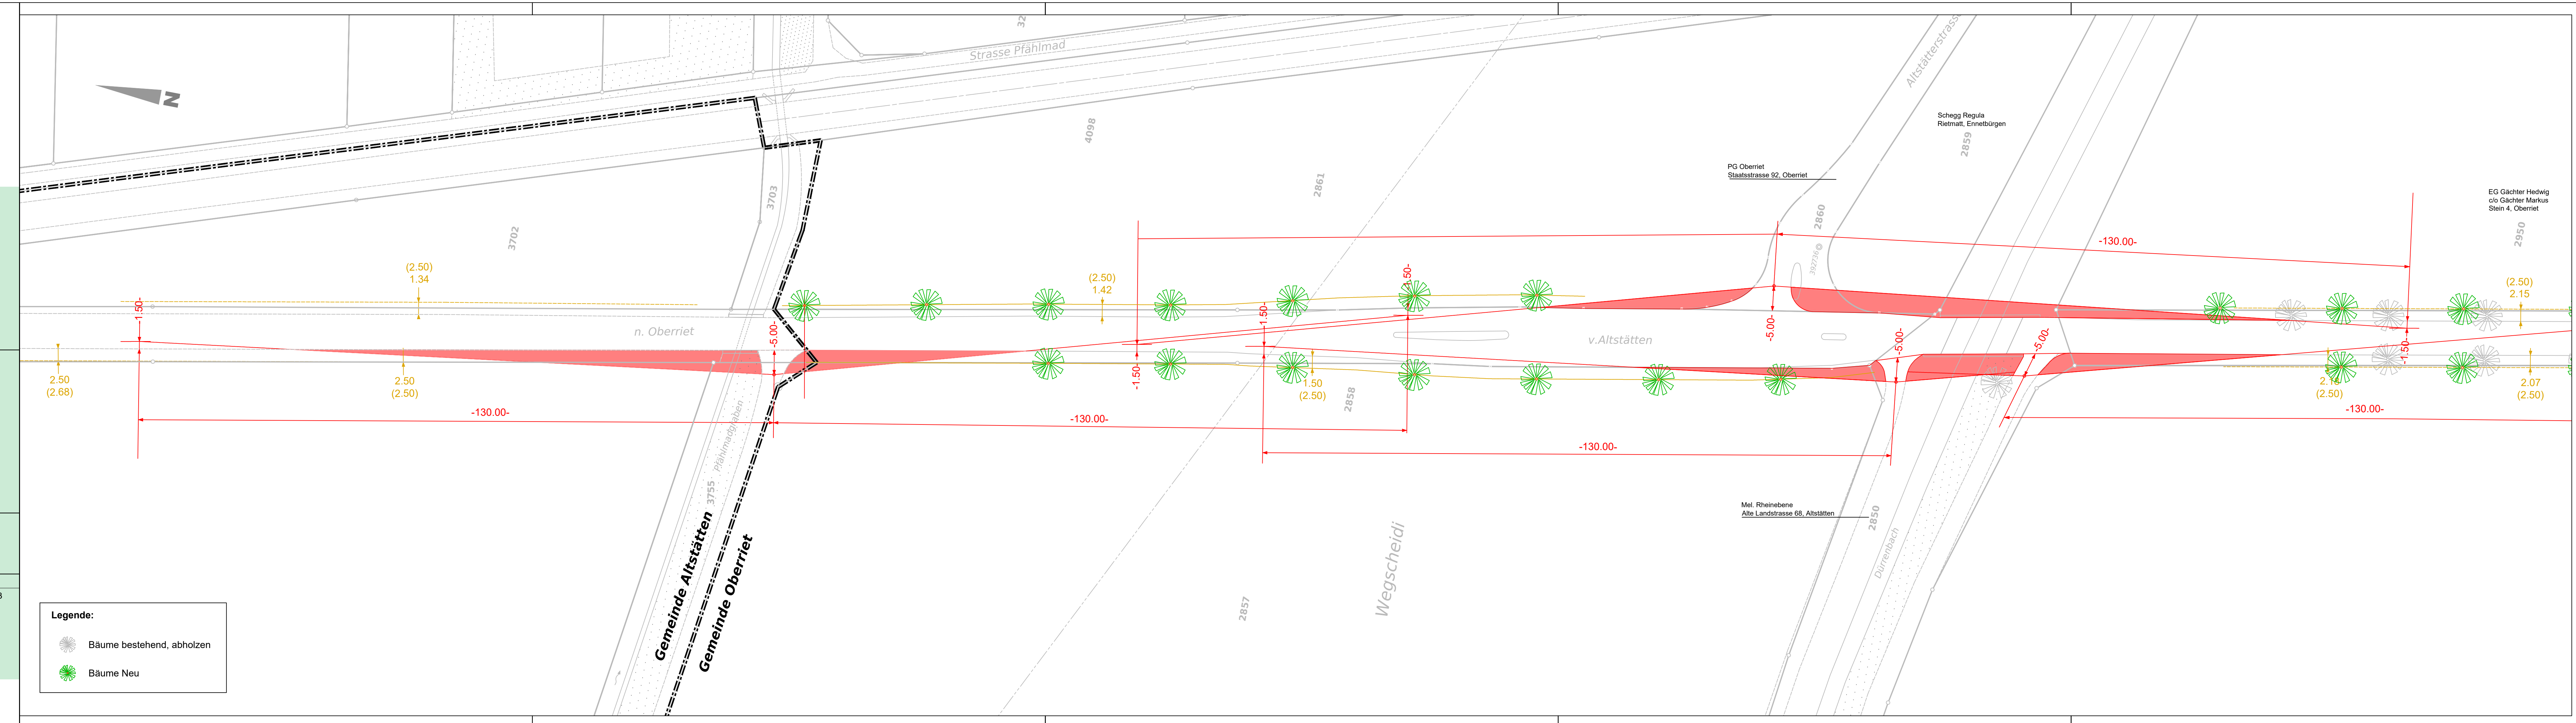 32
Strasse Pfählmad
Altstätterstrasse
N
4098
Schegg Regula
Rietmatt, Ennetbürgen
2859
PG Oberriet
Staatsstrasse 92, Oberriet
2861
3703
3702
2860
392736
EG Gächter Hedwig
c/o Gächter Markus
Stein 4, Oberriet
2950
-130.00-
(2.50)
1.34
(2.50)
1.42
(2.50)
2.15
-1.50-
-1.50-
-1.50-
-5.00-
n. Oberriet
v.Altstätten
-5.00-
-1.50-
-5.00-
-5.00-
-1.50-
2.50
(2.68)
2.50
(2.50)
1.50
(2.50)
2858
(2.50)
2.07
(2.50)
-130.00-
-130.00-
-130.00-
-130.00-
Pfählmadgraben
3755
Mel. Rheinebene
Alte Landstrasse 68, Altstätten
2850
Dürrenbach
Wegscheidi
2857
Gemeinde Altstätten
Gemeinde Oberriet
3
Legende:
Bäume bestehend, abholzen
Bäume Neu